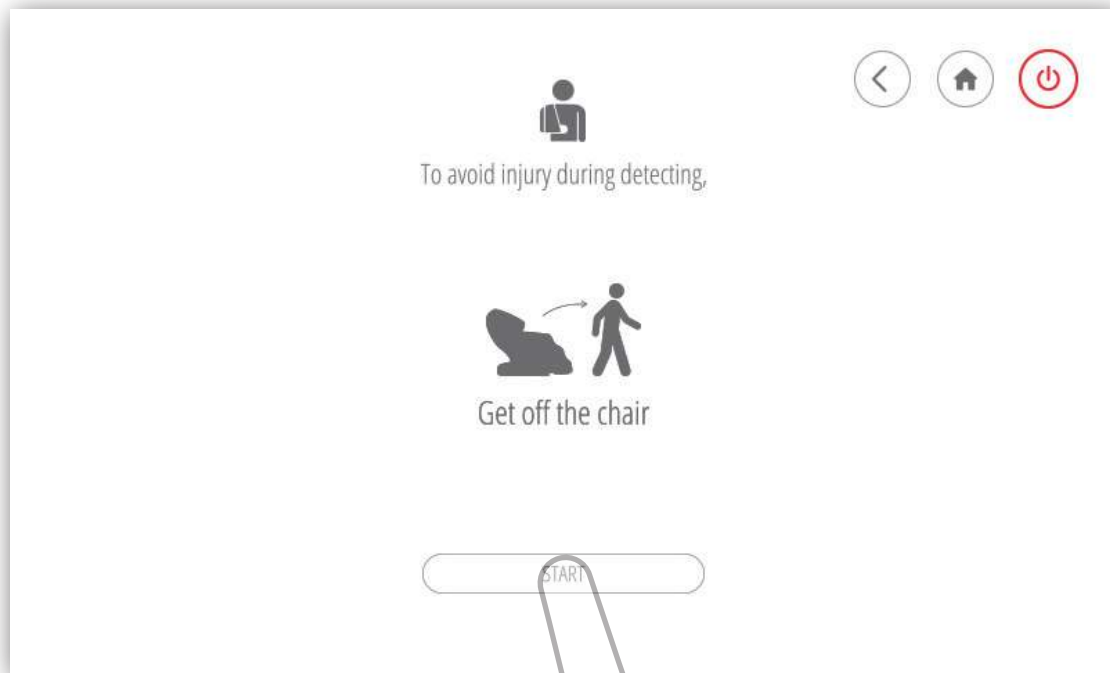 To avoid injury during detecting,
Get off the chair
START